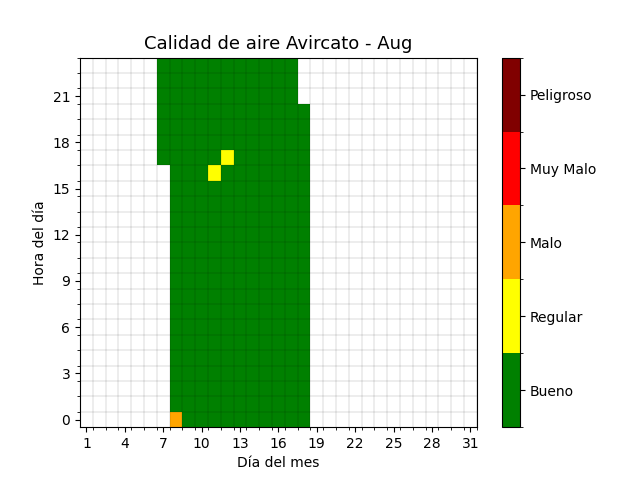 Calidad de aire Avircato - Aug
Hora del día
21
18
15
12
9
6
3
0
1 4 7 10 13 16 19 22 25 28 31
Día del mes
Peligroso
Muy Malo
Malo
Regular
Bueno